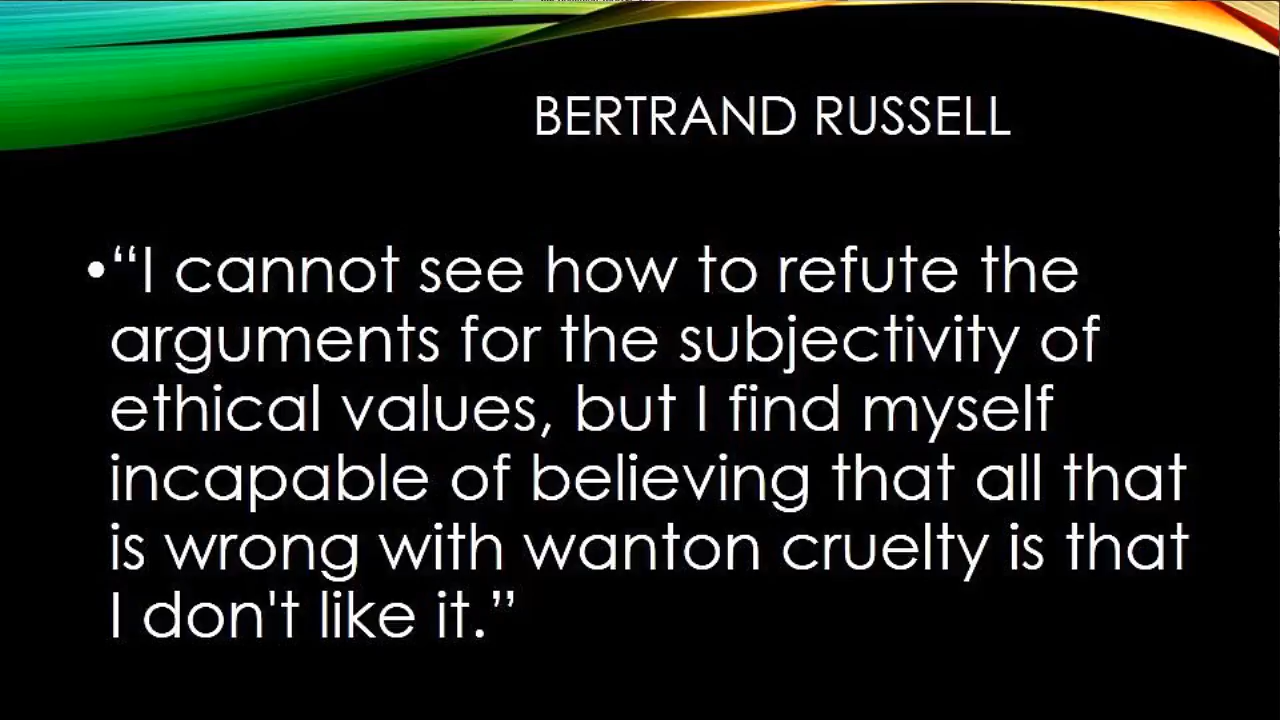 BERTRAND RUSSELL
•“I cannot see how to refute the
arguments for the subjectivity of
ethical values, but I find myself
incapable of believing that all that
is wrong with wanton cruelty is that
I don't like it.”